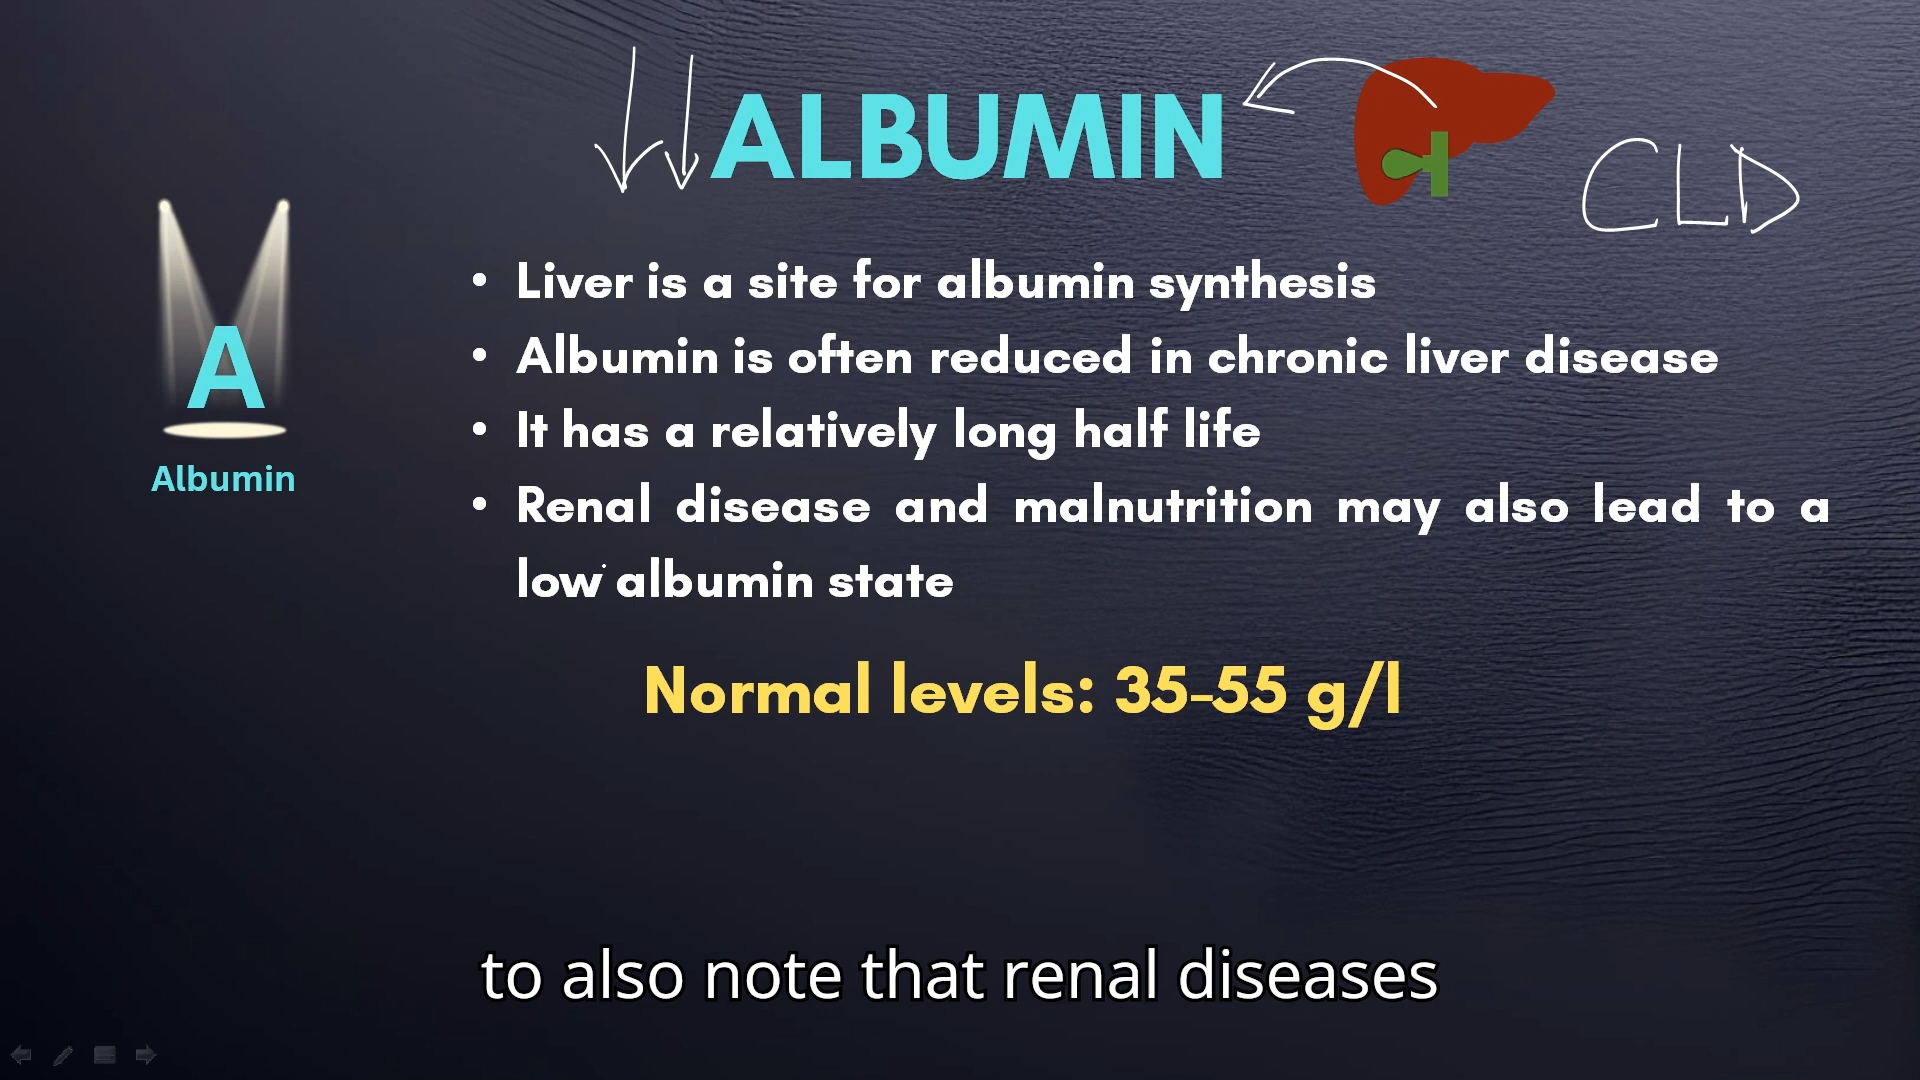 ALBUMIN
CLD
A
Albumin
• Liver is a site for albumin synthesis
• Albumin is often reduced in chronic liver disease
• It has a relatively long half life
• Renal disease and malnutrition may also lead to a
low albumin state
Normal levels: 35-55 g/l
to also note that renal diseases